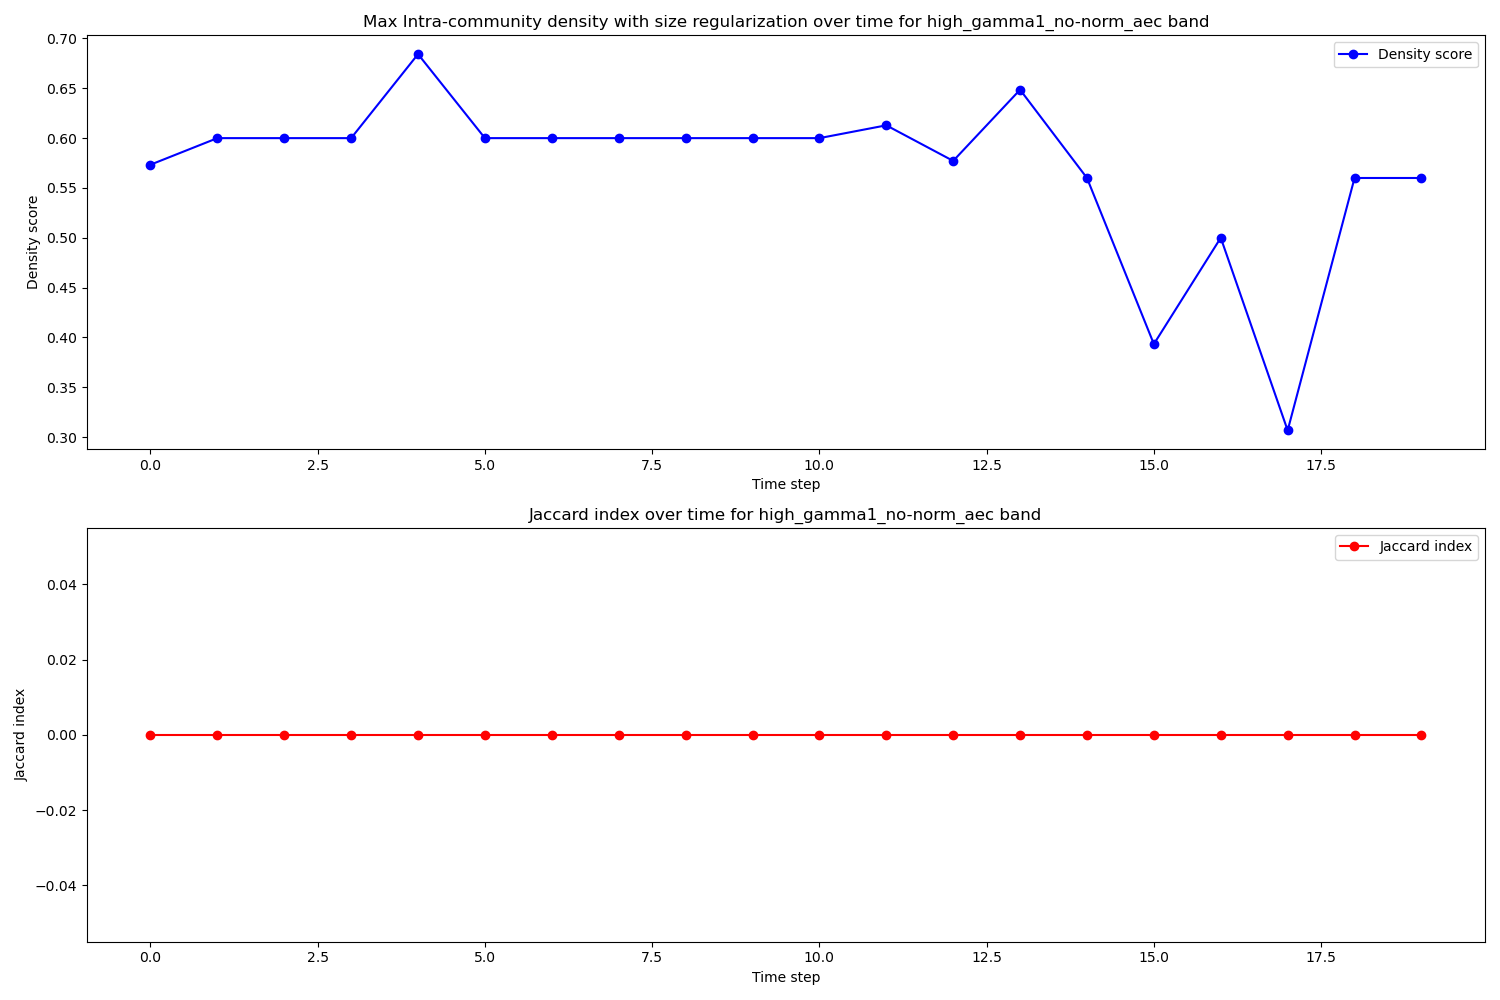 Max Intra-community density with size regularization over time for high_gamma1_no-norm_aec band
Density score
0.70
0.65
0.60
0.55
0.50
0.45
0.40
0.35
0.30
Density score
0.0 2.5 5.0 7.5 10.0 12.5 15.0 17.5
Time step
Jaccard index over time for high_gamma1_no-norm_aec band
Jaccard index
0.04
0.02
0.00
−0.02
−0.04
Jaccard index
0.0 2.5 5.0 7.5 10.0 12.5 15.0 17.5
Time step